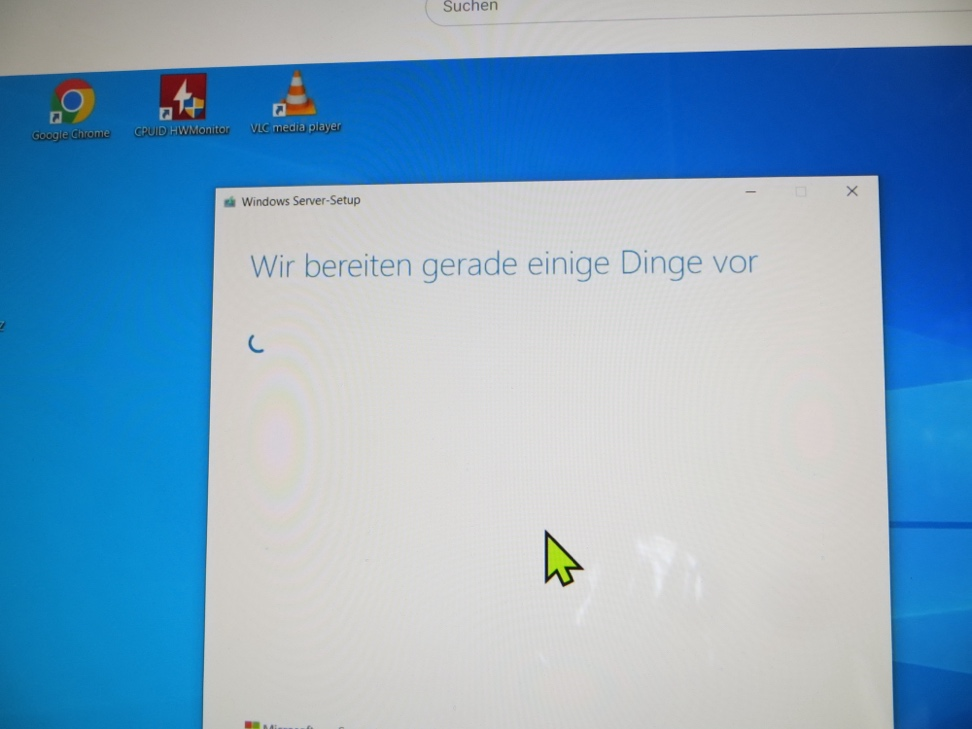 Suchen
Google Chrome
CPUID HWMonitor
VLC media player
Windows Server-Setup
Wir bereiten gerade einige Dinge vor